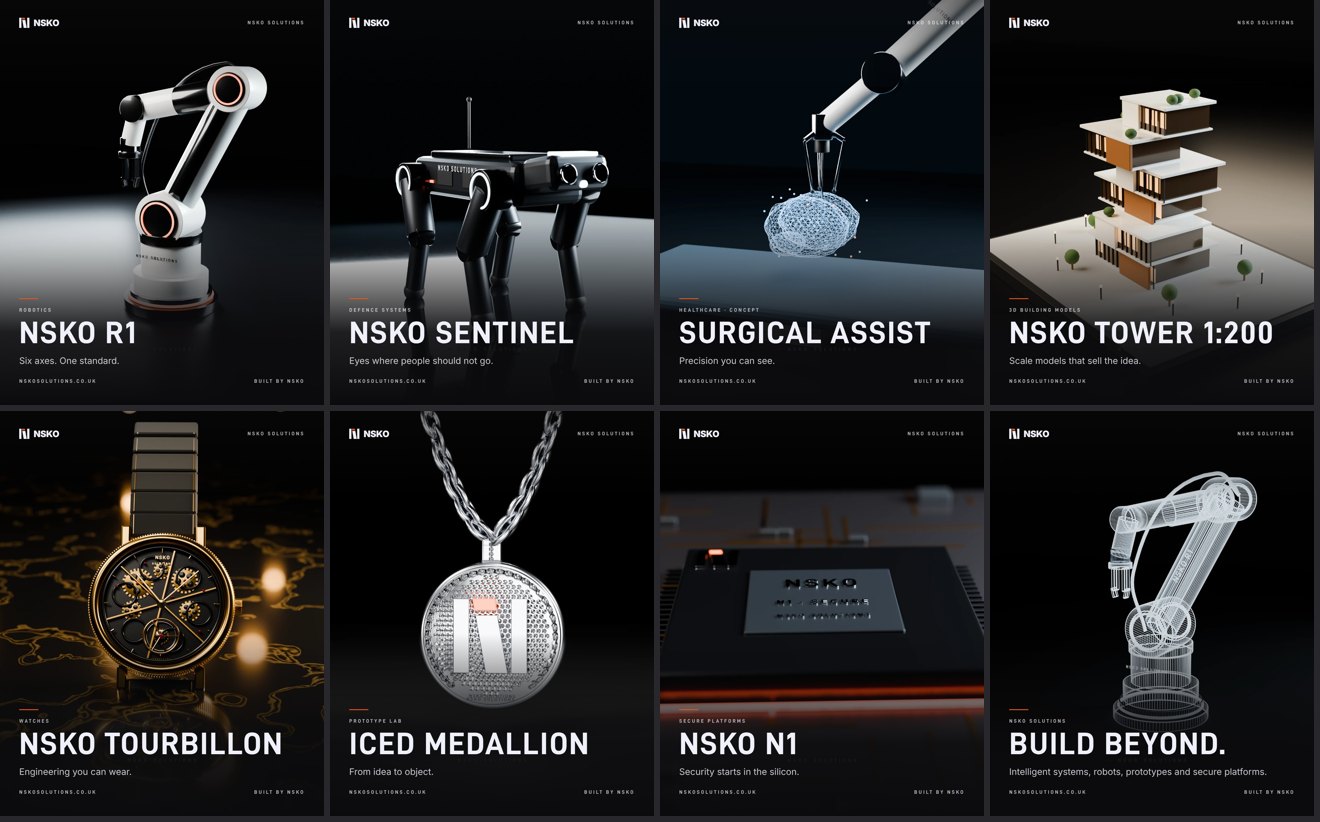 NSKO
NSKO SOLUTIONS
NSKO SOLUTIONS
ROBOTICS
NSKO R1
Six axes. One standard.
NSKOSOLUTIONS.CO.UK
BUILT BY NSKO
NSKO
NSKO SOLUTIONS
NSKO SOLUTIONS
DEFENCE SYSTEMS
NSKO SENTINEL
Eyes where people should not go.
NSKOSOLUTIONS.CO.UK
BUILT BY NSKO
NSKO
NSKO SOLUTIONS
HEALTHCARE · CONCEPT
SURGICAL ASSIST
Precision you can see.
NSKOSOLUTIONS.CO.UK
BUILT BY NSKO
NSKO
NSKO SOLUTIONS
3D BUILDING MODELS
NSKO TOWER 1:200
Scale models that sell the idea.
NSKOSOLUTIONS.CO.UK
BUILT BY NSKO
NSKO
NSKO SOLUTIONS
NSKO
WATCHES
NSKO TOURBILLON
Engineering you can wear.
NSKOSOLUTIONS.CO.UK
BUILT BY NSKO
NSKO
NSKO SOLUTIONS
PROTOTYPE LAB
ICED MEDALLION
From idea to object.
NSKOSOLUTIONS.CO.UK
BUILT BY NSKO
NSKO
NSKO SOLUTIONS
NSKO
N1 · SECURE
SECURE PLATFORMS
NSKO N1
Security starts in the silicon.
NSKOSOLUTIONS.CO.UK
BUILT BY NSKO
NSKO
NSKO SOLUTIONS
NSKO SOLUTIONS
BUILD BEYOND.
Intelligent systems, robots, prototypes and secure platforms.
NSKOSOLUTIONS.CO.UK
BUILT BY NSKO